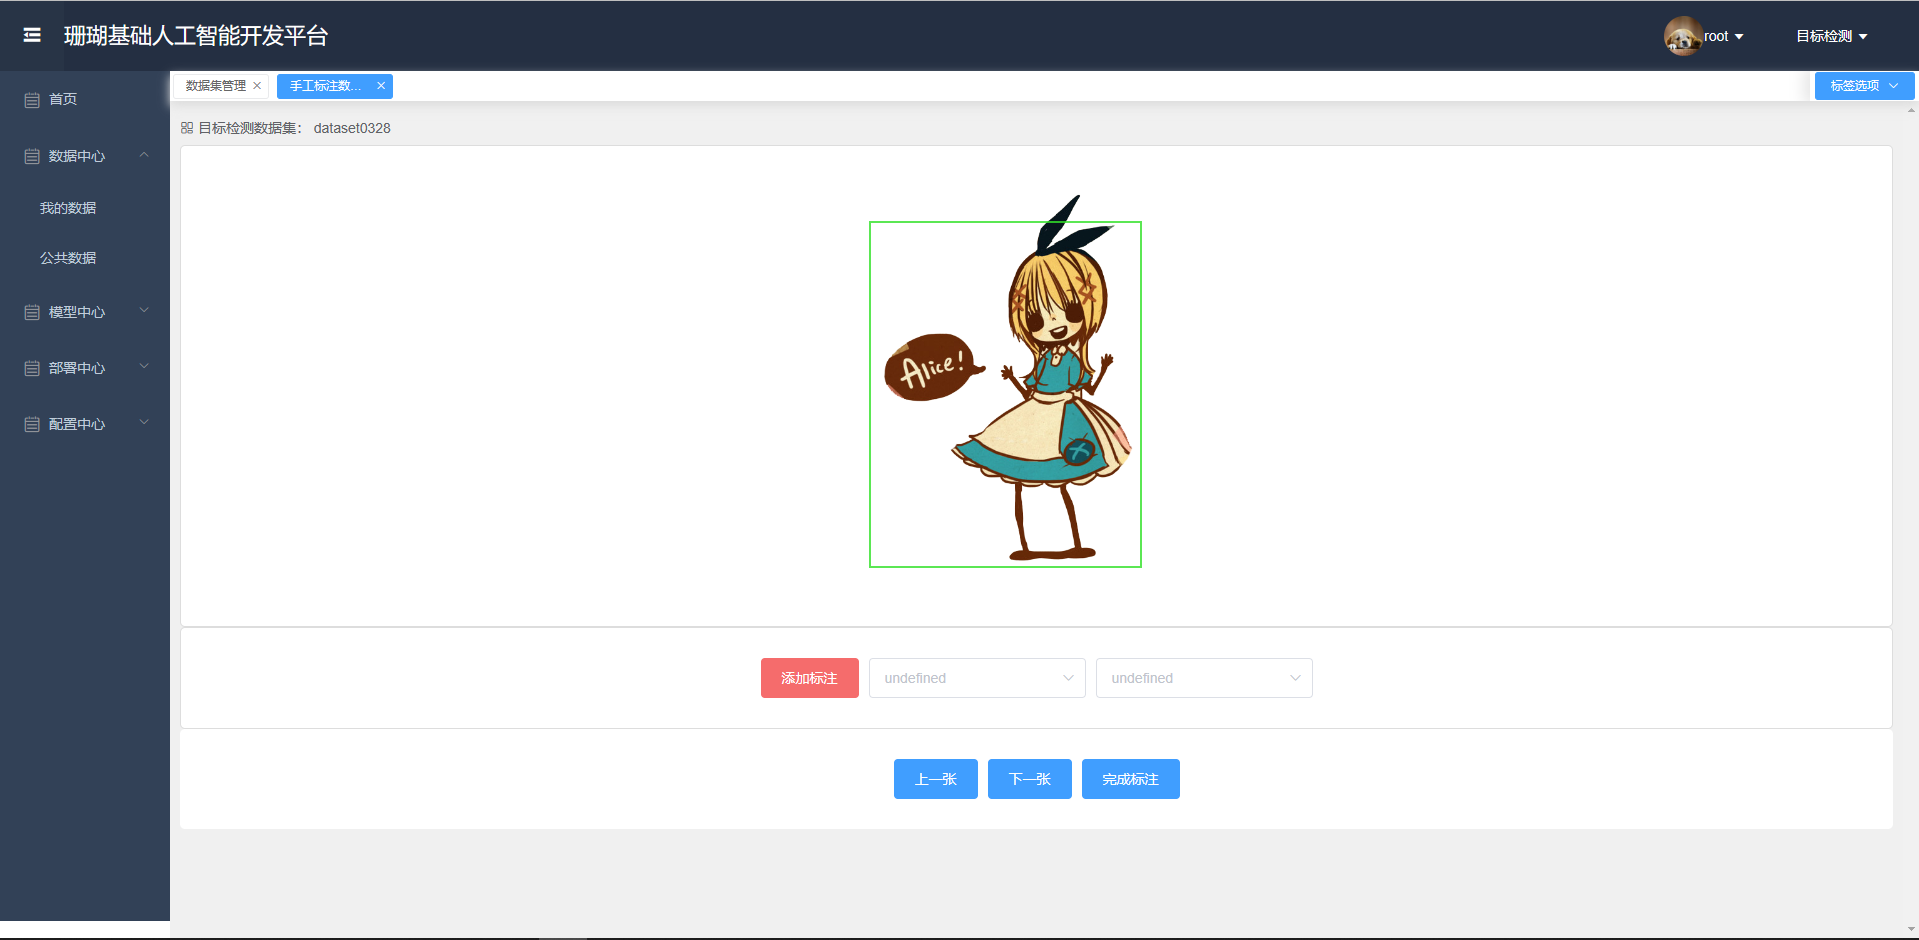 珊瑚基础人工智能开发平台
root
目标检测
首页
数据中心
我的数据
公共数据
模型中心
部署中心
配置中心
数据集管理
手工标注数...
标签选项
目标检测数据集： dataset0328
Alice!
添加标注
undefined
undefined
上一张
下一张
完成标注